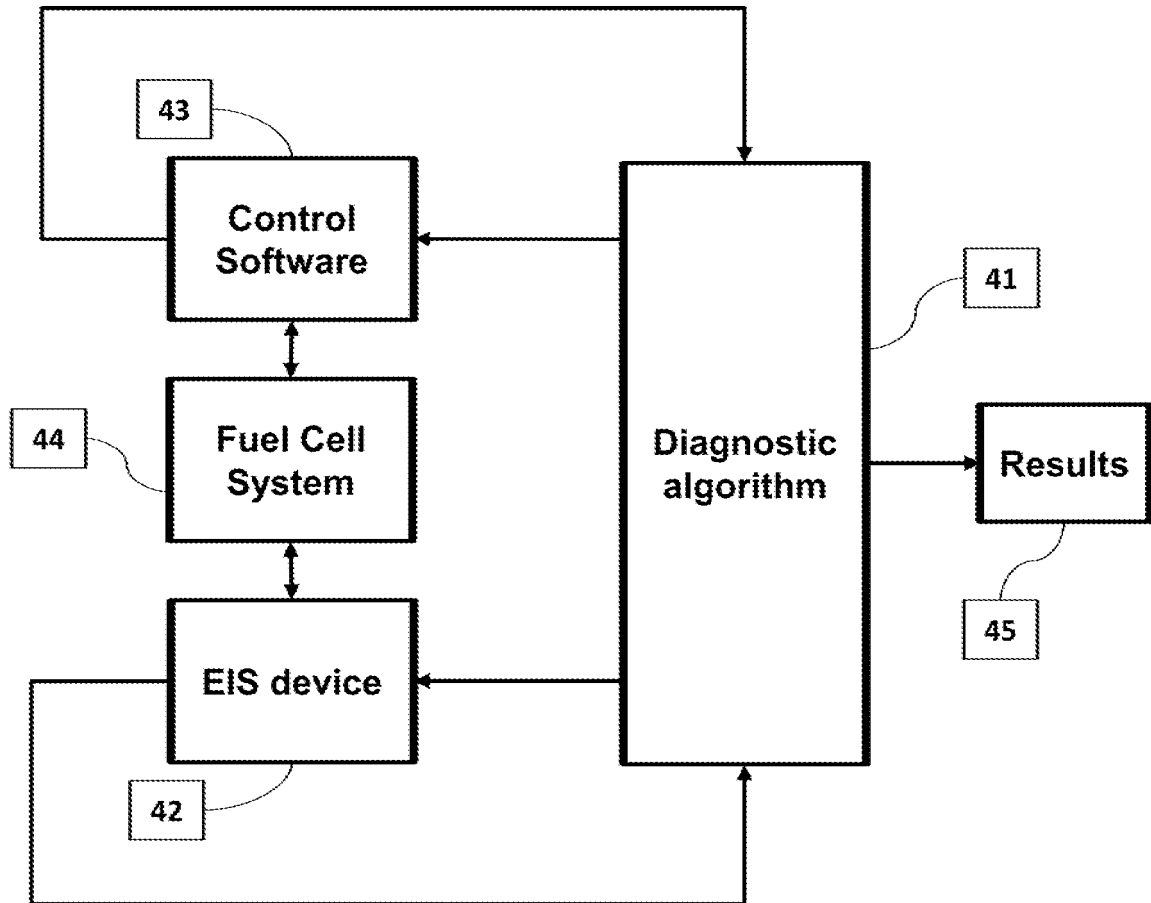 43
Control
Software
41
44
Fuel Cell
System
Diagnostic
algorithm
Results
EIS device
45
42